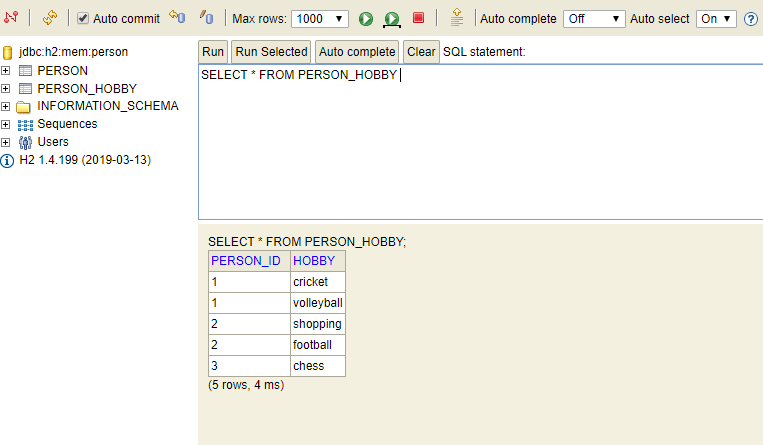 Auto commit Max rows: 1000 Auto complete Off Auto select On ?
jdbc:h2:mem:person
PERSON
PERSON_HOBBY
INFORMATION_SCHEMA
Sequences
Users
H2 1.4.199 (2019-03-13)
Run Run Selected Auto complete Clear SQL statement:
SELECT * FROM PERSON_HOBBY
SELECT * FROM PERSON_HOBBY;
PERSON_ID HOBBY
1 cricket
1 volleyball
2 shopping
2 football
3 chess
(5 rows, 4 ms)